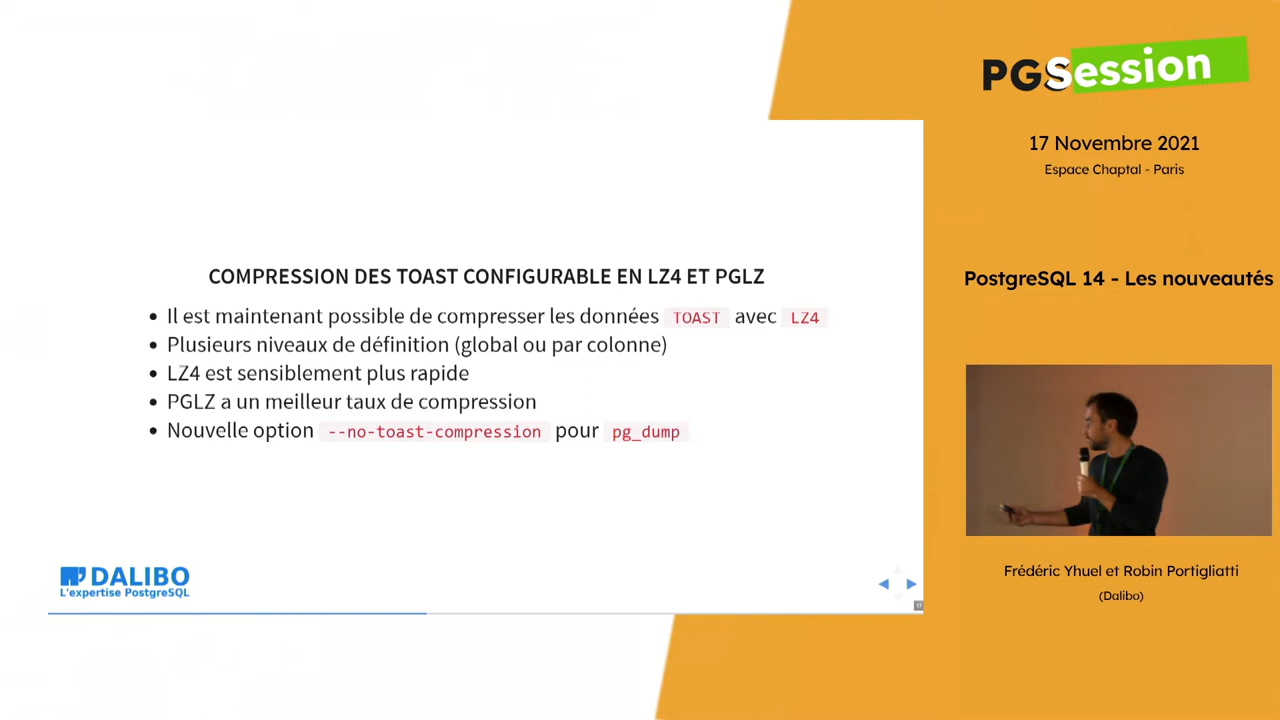 PGSession
17 Novembre 2021
Espace Chaptal - Paris
PostgreSQL 14 - Les nouveautés
COMPRESSION DES TOAST CONFIGURABLE EN LZ4 ET PGLZ
Il est maintenant possible de compresser les données TOAST avec LZ4
Plusieurs niveaux de définition (global ou par colonne)
LZ4 est sensiblement plus rapide
PGLZ a un meilleur taux de compression
Nouvelle option --no-toast-compression pour pg_dump
DALIBO
L'expertise PostgreSQL
17
Frédéric Yhuel et Robin Portigliatti
(Dalibo)